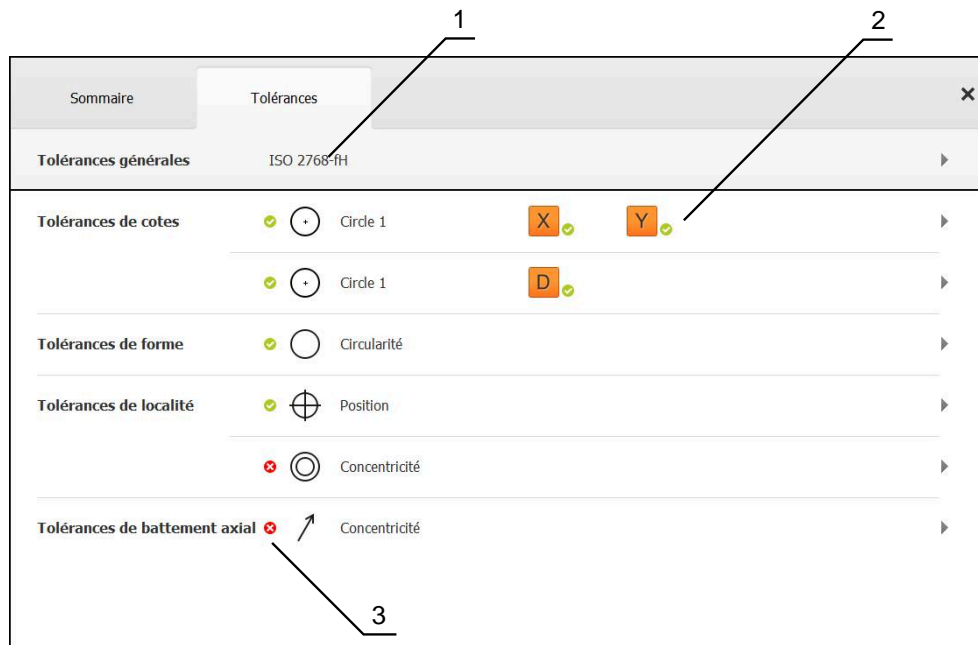 1
2
Sommaire Tolérances
Tolérances générales ISO 2768-fH
Tolérances de cotes Circle 1 X Y
Circle 1 D
Tolérances de forme Circularité
Tolérances de localité Position
Concentricité
Tolérances de battement axial Concentricité
3